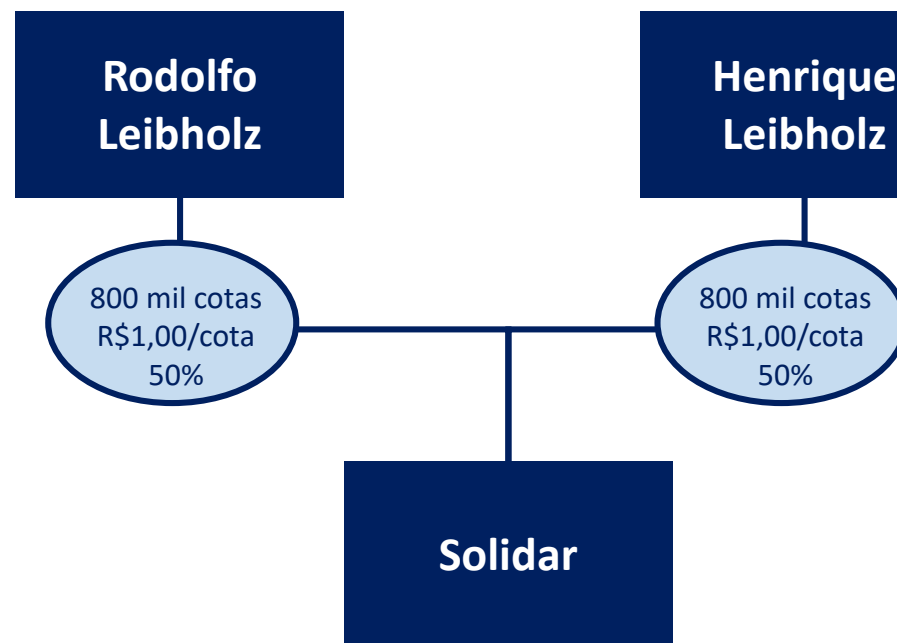 Rodolfo
Leibholz
Henrique
Leibholz
800 mil cotas
R$1,00/cota
50%
800 mil cotas
R$1,00/cota
50%
Solidar